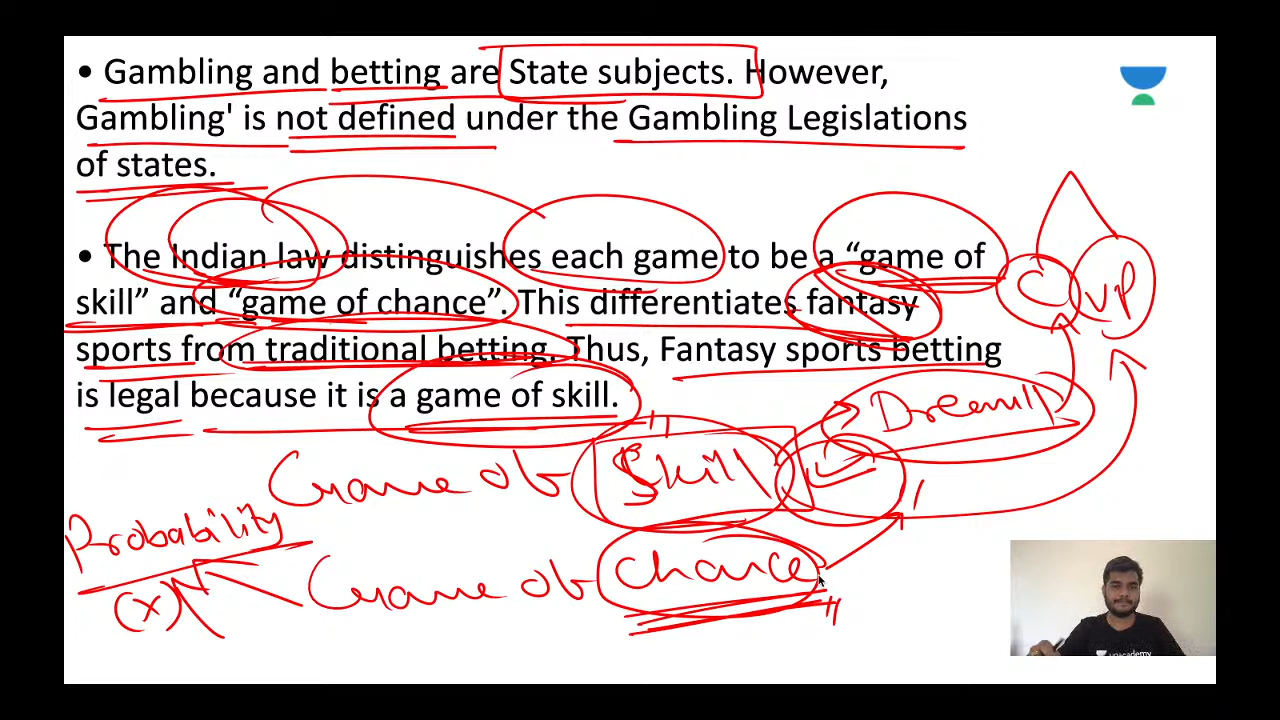 • Gambling and betting are State subjects. However,
Gambling' is not defined under the Gambling Legislations
of states.
• The Indian law distinguishes each game to be a “game of
skill” and “game of chance”. This differentiates fantasy
sports from traditional betting. Thus, Fantasy sports betting
is legal because it is a game of skill.
C VP
Dream11
Game of Skill
Probability
(x)
Game of Chance
unacademy